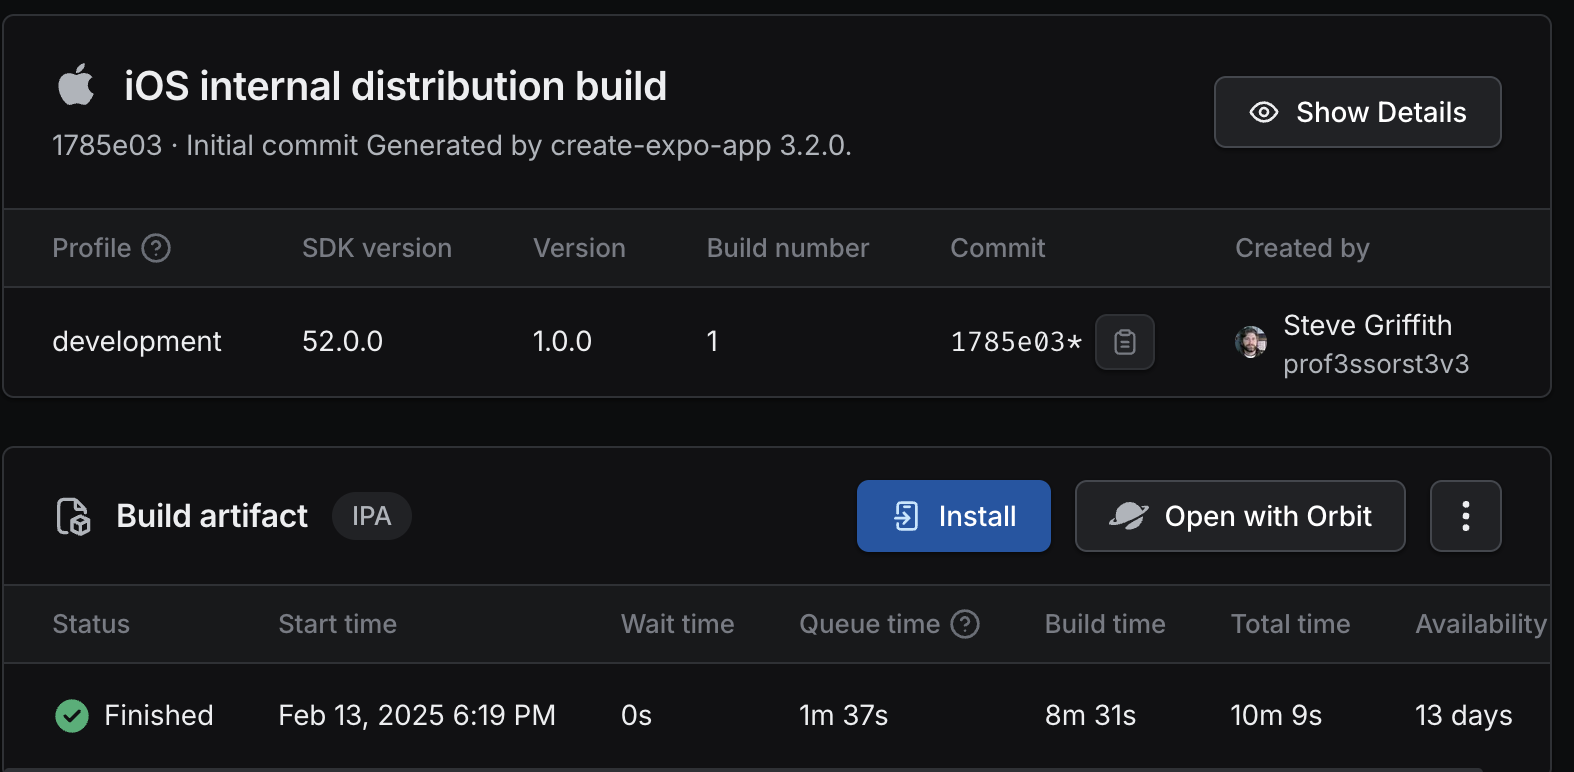 iOS internal distribution build
1785e03 · Initial commit Generated by create-expo-app 3.2.0.
Show Details
Profile SDK version Version Build number Commit Created by
development 52.0.0 1.0.0 1 1785e03* Steve Griffith
prof3ssorst3v3
Build artifact IPA Install Open with Orbit
Status Start time Wait time Queue time Build time Total time Availability
Finished Feb 13, 2025 6:19 PM 0s 1m 37s 8m 31s 10m 9s 13 days